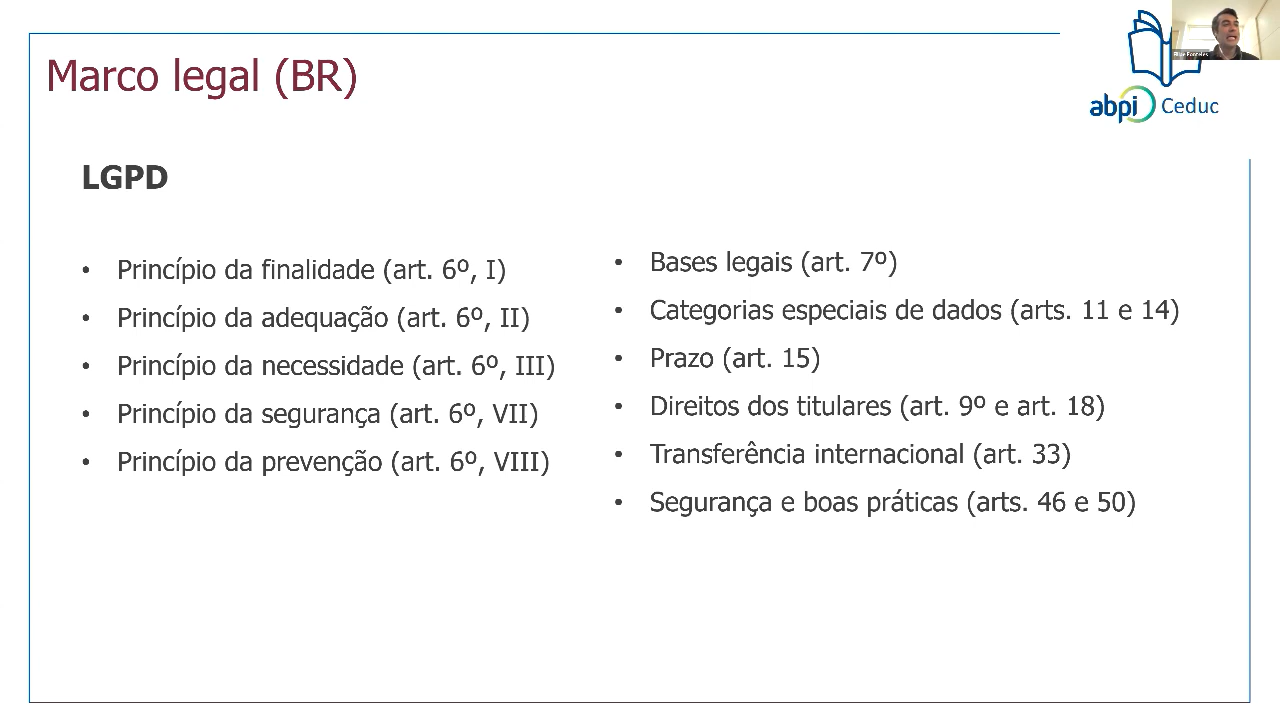 Marco legal (BR)
abpi Ceduc
LGPD
• Princípio da finalidade (art. 6º, I)
• Princípio da adequação (art. 6º, II)
• Princípio da necessidade (art. 6º, III)
• Princípio da segurança (art. 6º, VII)
• Princípio da prevenção (art. 6º, VIII)
• Bases legais (art. 7º)
• Categorias especiais de dados (arts. 11 e 14)
• Prazo (art. 15)
• Direitos dos titulares (art. 9º e art. 18)
• Transferência internacional (art. 33)
• Segurança e boas práticas (arts. 46 e 50)